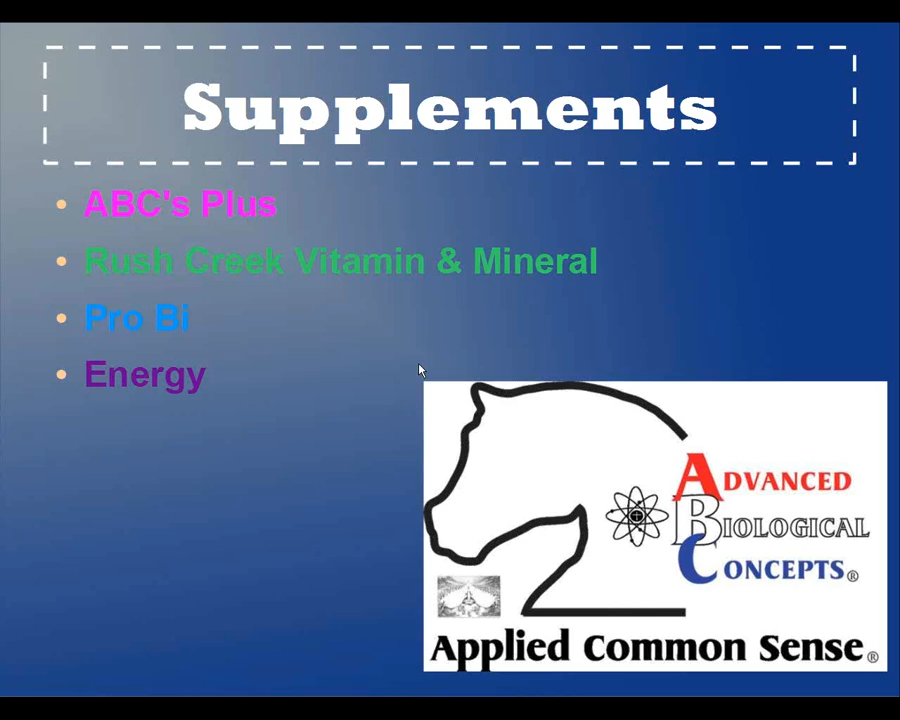 Supplements
• ABC's Plus
• Rush Creek Vitamin & Mineral
• Pro Bi
• Energy
ADVANCED
BIOLOGICAL
CONCEPTS®
Applied Common Sense®